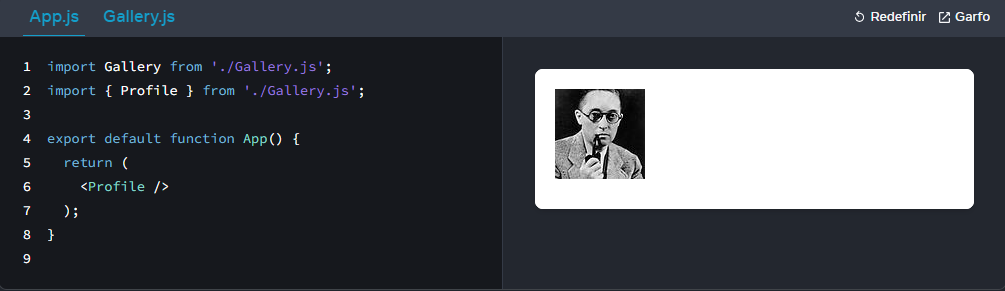 App.js Gallery.js Redefinir Garfo
1 import Gallery from './Gallery.js';
2 import { Profile } from './Gallery.js';
3
4 export default function App() {
5   return (
6     <Profile />
7   );
8 }
9